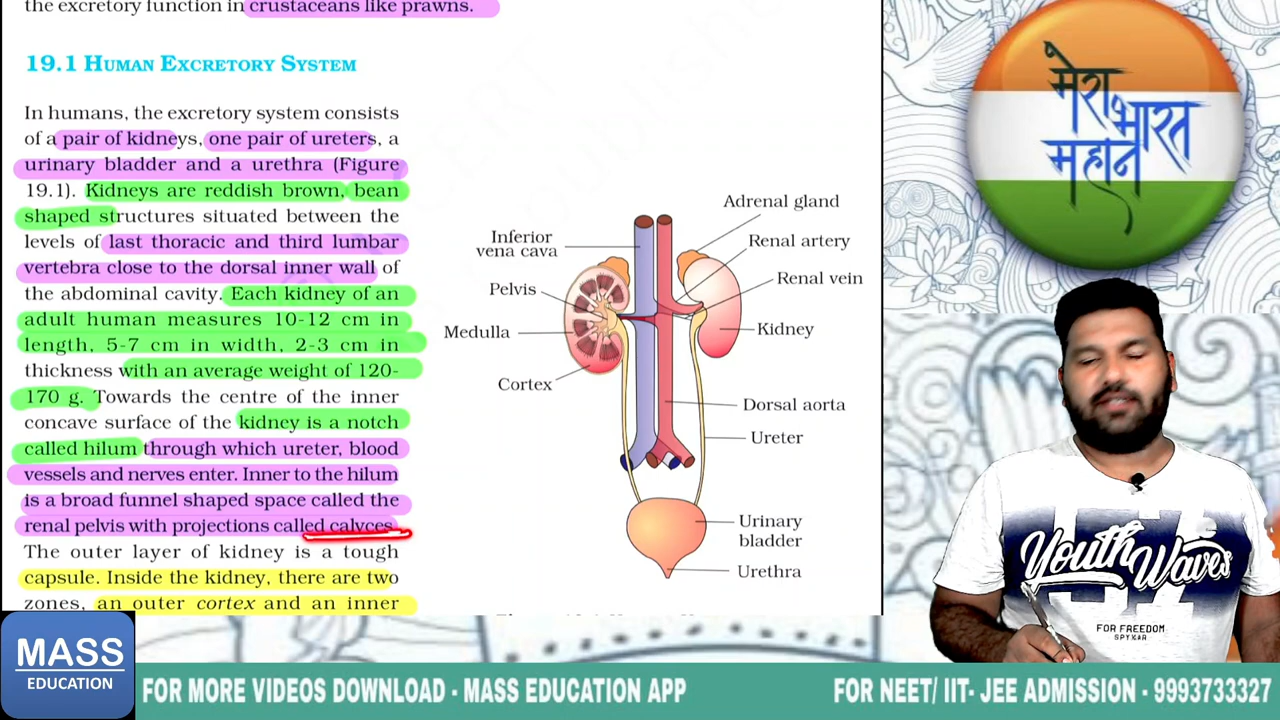 the excretory function in crustaceans like prawns.
19.1 HUMAN EXCRETORY SYSTEM
In humans, the excretory system consists
of a pair of kidneys, one pair of ureters, a
urinary bladder and a urethra (Figure
19.1). Kidneys are reddish brown, bean
shaped structures situated between the
levels of last thoracic and third lumbar
vertebra close to the dorsal inner wall of
the abdominal cavity. Each kidney of an
adult human measures 10-12 cm in
length, 5-7 cm in width, 2-3 cm in
thickness with an average weight of 120-
170 g. Towards the centre of the inner
concave surface of the kidney is a notch
called hilum through which ureter, blood
vessels and nerves enter. Inner to the hilum
is a broad funnel shaped space called the
renal pelvis with projections called calyces.
The outer layer of kidney is a tough
capsule. Inside the kidney, there are two
zones, an outer cortex and an inner
Adrenal gland
Inferior
vena cava
Renal artery
Renal vein
Pelvis
Medulla
Kidney
Cortex
Dorsal aorta
Ureter
Urinary
bladder
Urethra
मेरा
भारत
महान
Youth Waves
FOR FREEDOM
SPYKAR
MASS
EDUCATION
FOR MORE VIDEOS DOWNLOAD - MASS EDUCATION APP
FOR NEET/ IIT- JEE ADMISSION - 9993733327